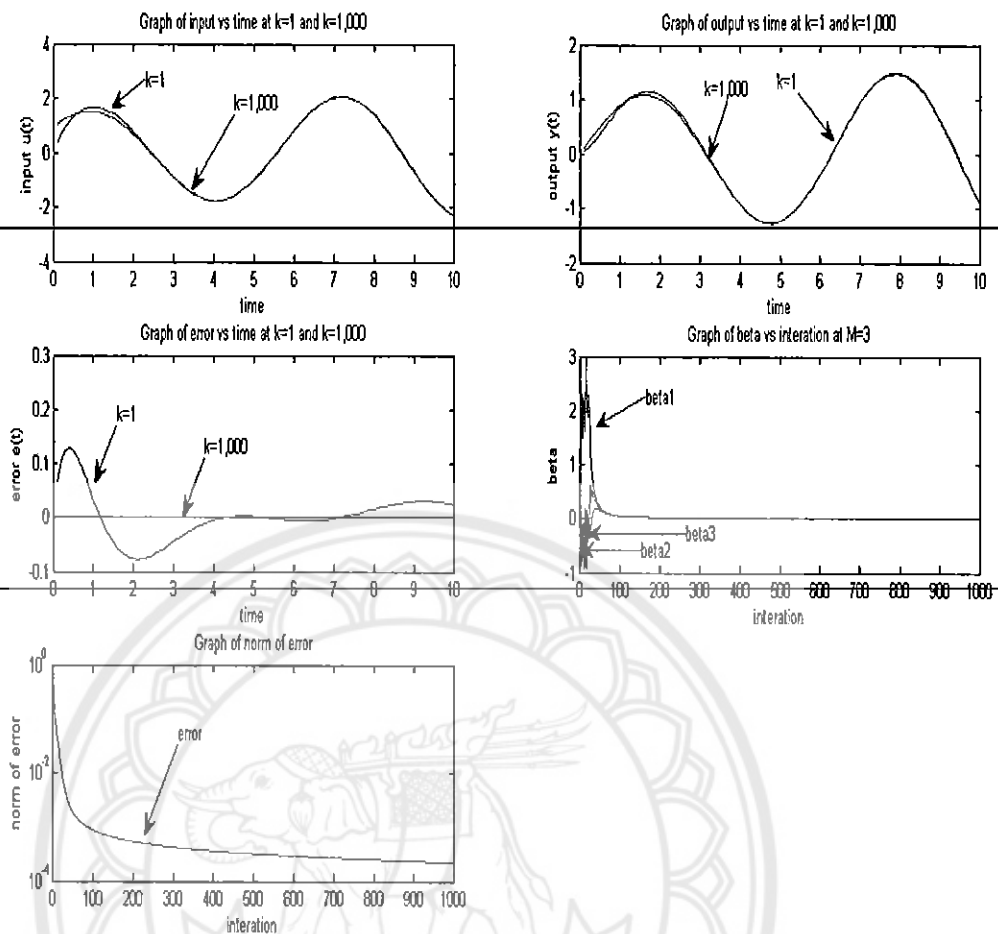 Graph of input vs time at k=1 and k=1,000
4
2
0
-2
-4
input u(t)
k=1
k=1,000
0 1 2 3 4 5 6 7 8 9 10
time
Graph of output vs time at k=1 and k=1,000
2
1
0
-1
-2
output y(t)
k=1,000
k=1
0 1 2 3 4 5 6 7 8 9 10
time
Graph of error vs time at k=1 and k=1,000
0.3
0.2
0.1
0
-0.1
error e(t)
k=1
k=1,000
0 1 2 3 4 5 6 7 8 9 10
time
Graph of beta vs interation at M=3
3
2
1
0
-1
beta
beta1
beta3
beta2
0 100 200 300 400 500 600 700 800 900 1000
interation
Graph of norm of error
10^0
10^-2
10^-4
norm of error
error
0 100 200 300 400 500 600 700 800 900 1000
interation